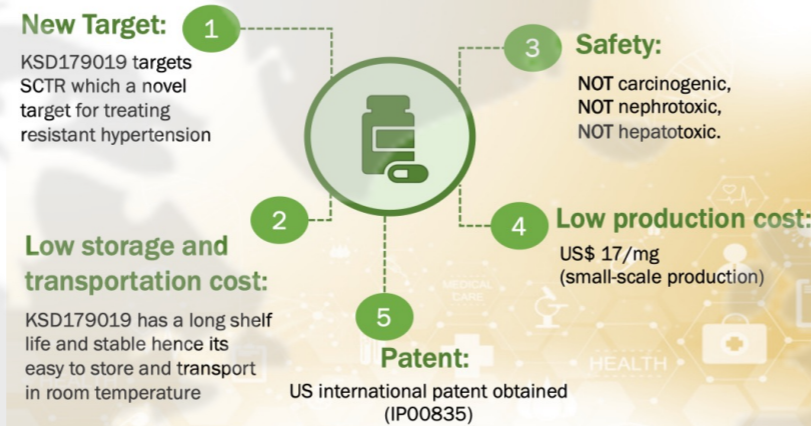 New Target:
1
KSD179019 targets
SCTR which a novel
target for treating
resistant hypertension
2
Low storage and
transportation cost:
KSD179019 has a long shelf
life and stable hence its
easy to store and transport
in room temperature
3
Safety:
NOT carcinogenic,
NOT nephrotoxic,
NOT hepatotoxic.
4
Low production cost:
US$ 17/mg
(small-scale production)
5
Patent:
US international patent obtained
(IP00835)
MEDICAL
CARE
HEALTH